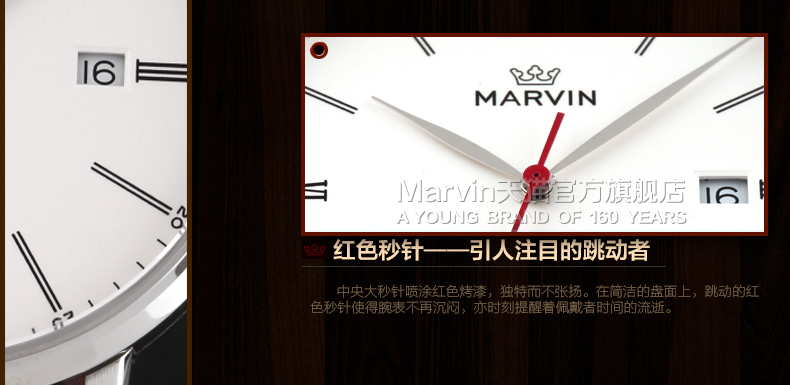 16
20
MARVIN
Marvin天猫官方旗舰店
16
A YOUNG BRAND OF 160 YEARS
红色秒针——引人注目的跳动者
中央大秒针喷涂红色烤漆，独特而不张扬。在简洁的盘面上，跳动的红
色秒针使得腕表不再沉闷，亦时刻提醒着佩戴者时间的流逝。